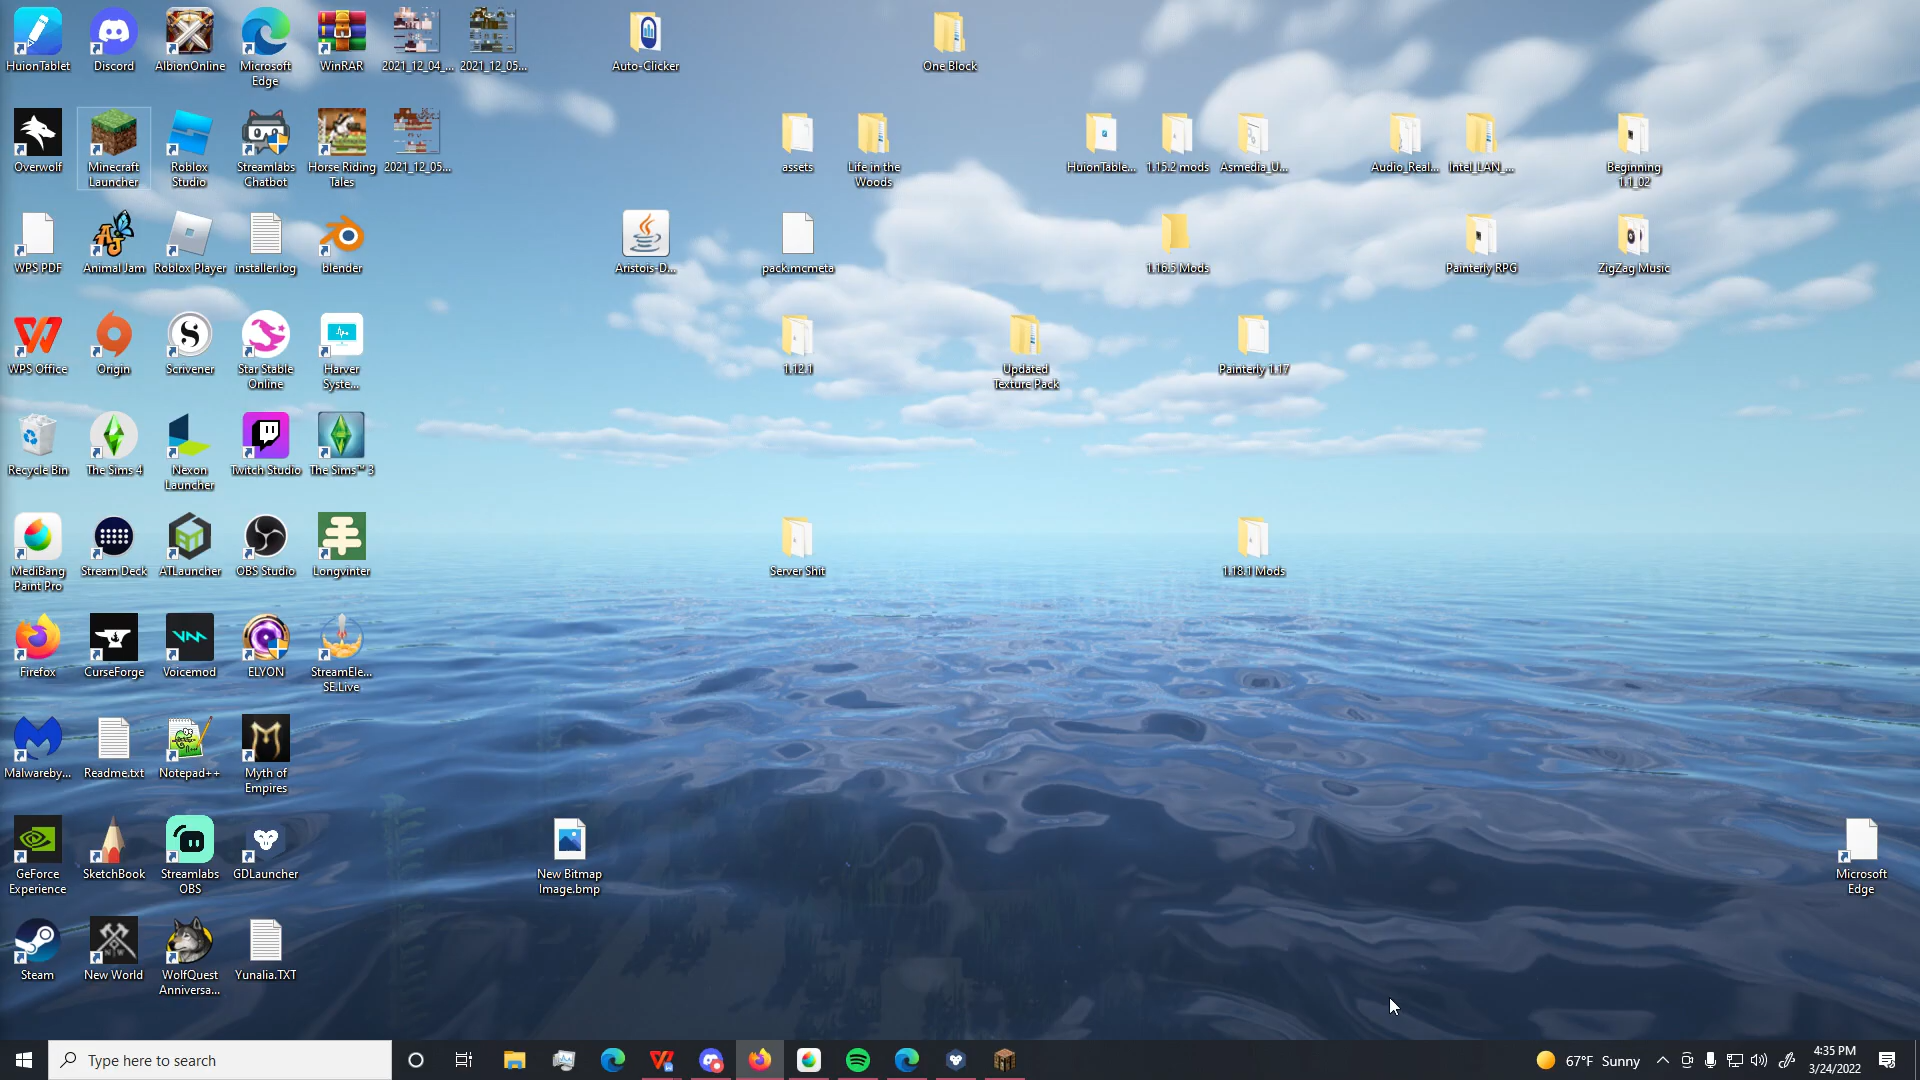 HuionTablet
Discord
AlbionOnline
Microsoft
Edge
WinRAR
2021_12_04_...
2021_12_05...
Auto-Clicker
One Block
Overwolf
Minecraft
Launcher
Roblox
Studio
Streamlabs
Chatbot
Horse Riding
Tales
2021_12_05...
assets
Life in the
Woods
HuionTable...
1.15.2 mods
Asmedia_U...
Audio_Real...
Intel_LAN_...
Beginning
1.1_02
WPS PDF
Animal Jam
Roblox Player
installer.log
blender
Aristois-D...
pack.mcmeta
1.16.5 Mods
Painterly RPG
ZigZag Music
WPS Office
Origin
Scrivener
Star Stable
Online
Harver
Syste...
1.12.1
Updated
Texture Pack
Painterly 1.17
Recycle Bin
The Sims 4
Nexon
Launcher
Twitch Studio
The Sims™ 3
MediBang
Paint Pro
Stream Deck
ATLauncher
OBS Studio
Longvinter
Server Shit
1.18.1 Mods
Firefox
CurseForge
Voicemod
ELYON
StreamEle...
SE.Live
Malwareby...
Readme.txt
Notepad++
Myth of
Empires
GeForce
Experience
SketchBook
Streamlabs
OBS
GDLauncher
New Bitmap
Image.bmp
Microsoft
Edge
Steam
New World
WolfQuest
Anniversa...
Yunalia.TXT
Type here to search
67°F Sunny
4:35 PM
3/24/2022